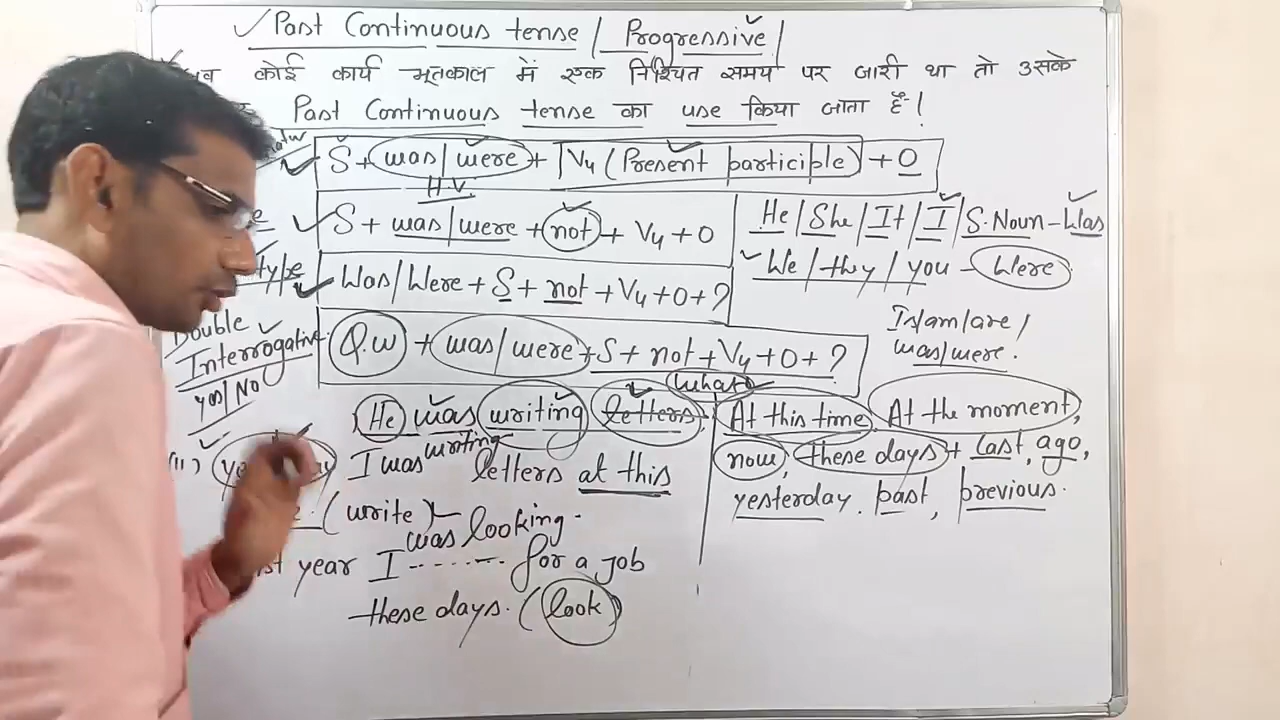 Past Continuous tense / Progressive /
कोई कार्य भूतकाल में एक निश्चित समय पर जारी था तो उसके
Past Continuous tense का use किया जाता है !
S + was/were + V4 (Present participle) + O
H.V.
S + was/were + not + V4 + O
He / She / It / I / S. Noun - Was
We / they / you - Were
type
Was/Were + S + not + V4 + O + ?
Double
Interrogative
Yes/No
Q.W + was/were + S + not + V4 + O + ?
Is/am/are /
was/were.
what
He was writing letters.
At this time, At the moment,
now, these days + last, ago,
yesterday. past, previous.
(ii) I was writing letters at this
(write)
was looking.
year I ------- for a job
these days. (look)